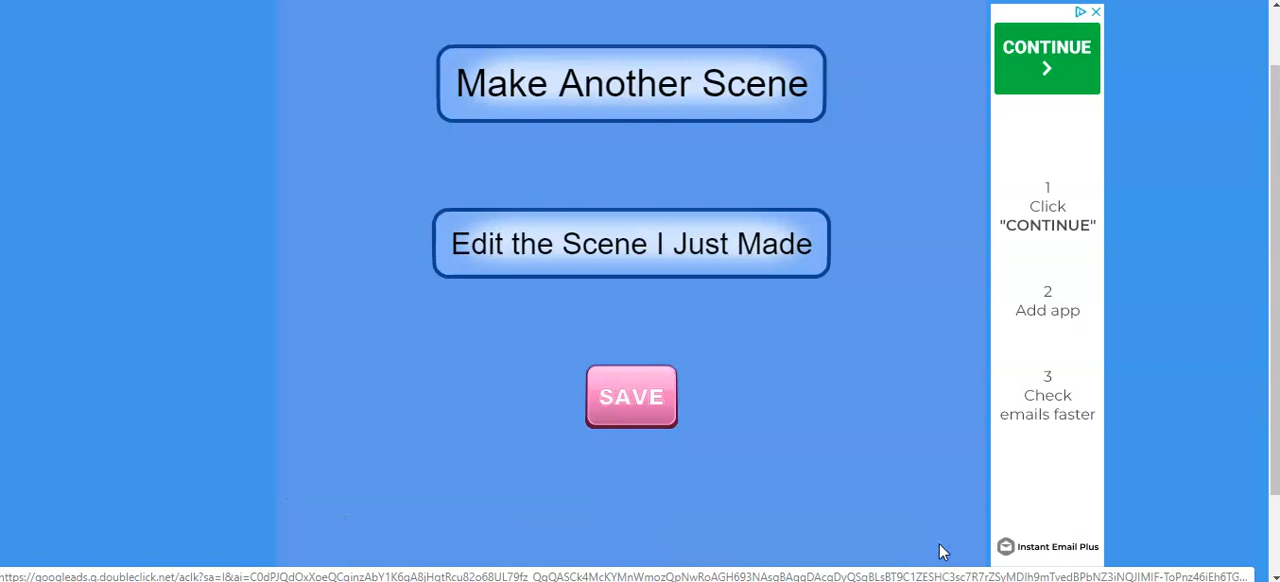 Make Another Scene
Edit the Scene I Just Made
SAVE
CONTINUE
1
Click
"CONTINUE"
2
Add app
3
Check
emails faster
Instant Email Plus